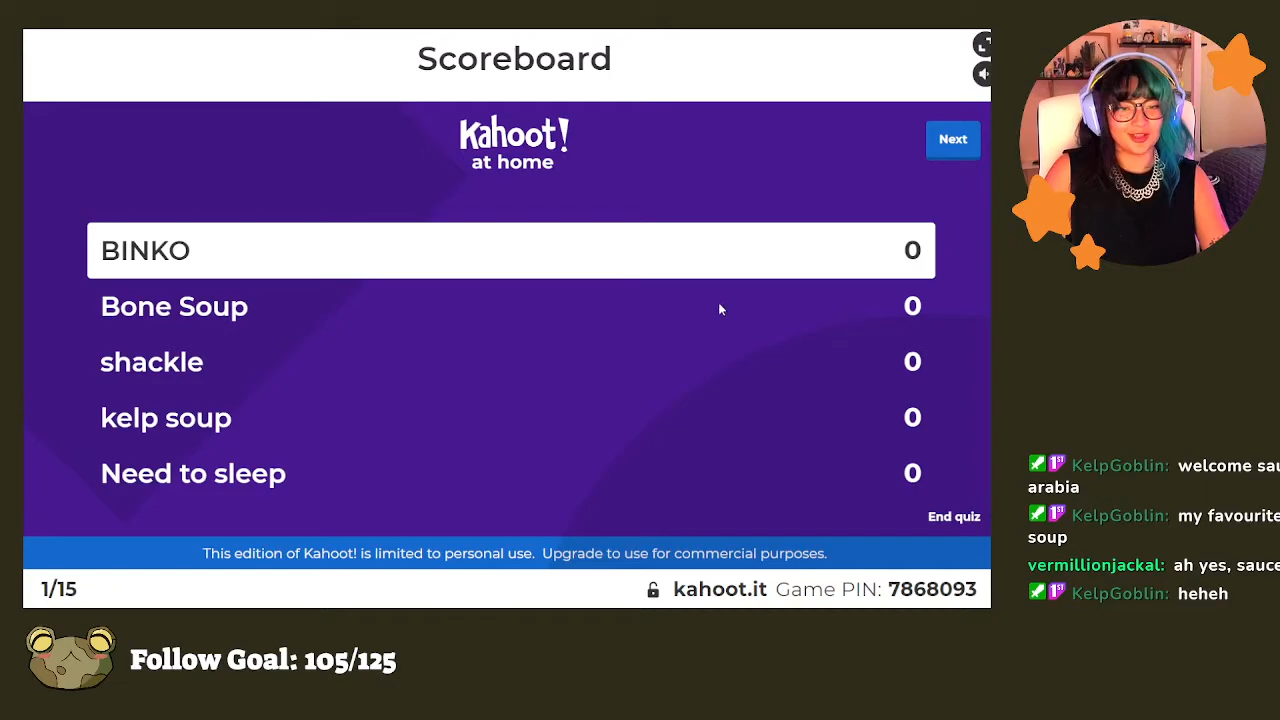 Scoreboard
Kahoot!
at home
Next
BINKO 0
Bone Soup 0
shackle 0
kelp soup 0
Need to sleep 0
End quiz
This edition of Kahoot! is limited to personal use. Upgrade to use for commercial purposes.
1/15
kahoot.it Game PIN: 7868093
KelpGoblin: welcome sau
arabia
KelpGoblin: my favourite
soup
vermillionjackal: ah yes, sauce
KelpGoblin: heheh
Follow Goal: 105/125